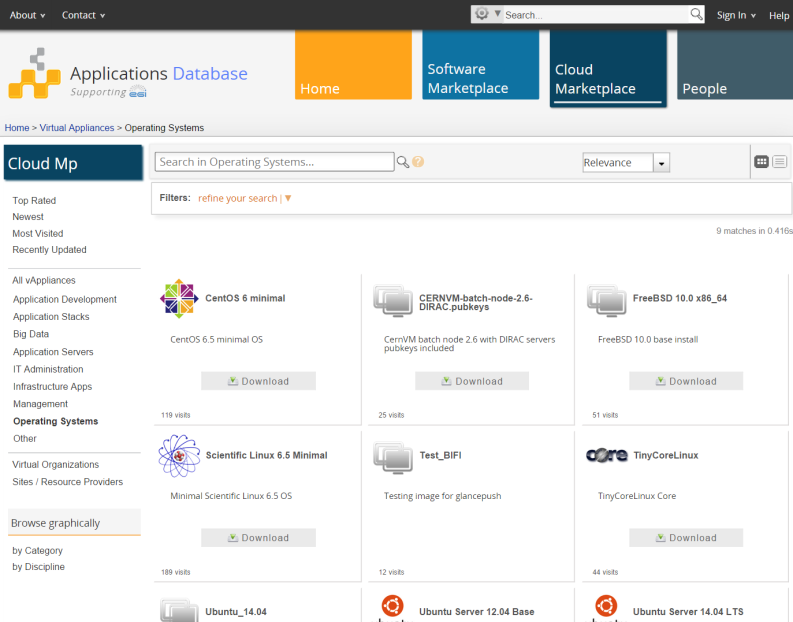 About Contact Search... Sign In Help
Applications Database
Supporting egi
Home
Software
Marketplace
Cloud
Marketplace
People
Home > Virtual Appliances > Operating Systems
Cloud Mp
Search in Operating Systems...
?
Relevance
Filters: refine your search |
9 matches in 0.416s
Top Rated
Newest
Most Visited
Recently Updated
All vAppliances
Application Development
Application Stacks
Big Data
Application Servers
IT Administration
Infrastructure Apps
Management
Operating Systems
Other
Virtual Organizations
Sites / Resource Providers
Browse graphically
by Category
by Discipline
CentOS 6 minimal
CentOS 6.5 minimal OS
Download
119 visits
CERNVM-batch-node-2.6-
DIRAC.pubkeys
CernVM batch node 2.6 with DIRAC servers
pubkeys included
Download
25 visits
FreeBSD 10.0 x86_64
FreeBSD 10.0 base install
Download
51 visits
Scientific Linux 6.5 Minimal
Minimal Scientific Linux 6.5 OS
Download
189 visits
Test_BIFI
Testing image for glancepush
12 visits
core
TinyCoreLinux
TinyCoreLinux Core
Download
44 visits
Ubuntu_14.04
Ubuntu Server 12.04 Base
Ubuntu Server 14.04 LTS